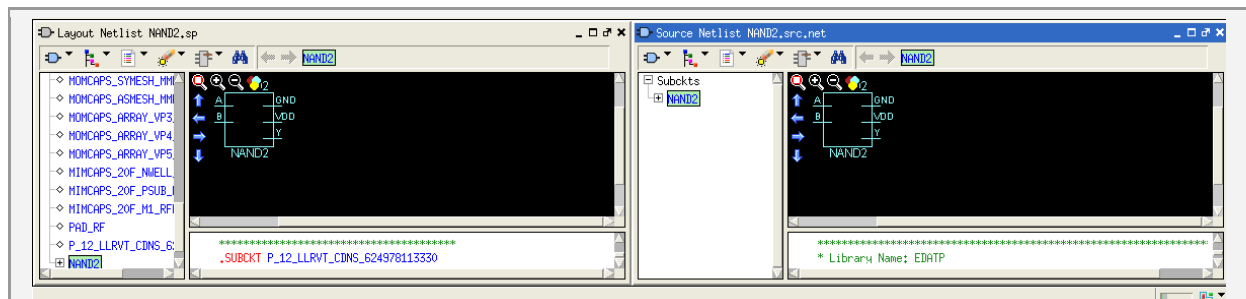 Layout Netlist NAND2.sp
NAND2
MOMCAPS_SYMESH_MM
MOMCAPS_ASMESH_MM
MOMCAPS_ARRAY_VP3
MOMCAPS_ARRAY_VP4
MOMCAPS_ARRAY_VP5
MIMCAPS_20F_NWELL
MIMCAPS_20F_PSUB_
MIMCAPS_20F_M1_RF
PAD_RF
P_12_LLRVT_CDNS_6
NAND2
A GND
B VDD
Y
NAND2
****************************************
.SUBCKT P_12_LLRVT_CDNS_624978113330
Source Netlist NAND2.src.net
NAND2
Subckts
NAND2
A GND
B VDD
Y
NAND2
* Library Name: EDATP